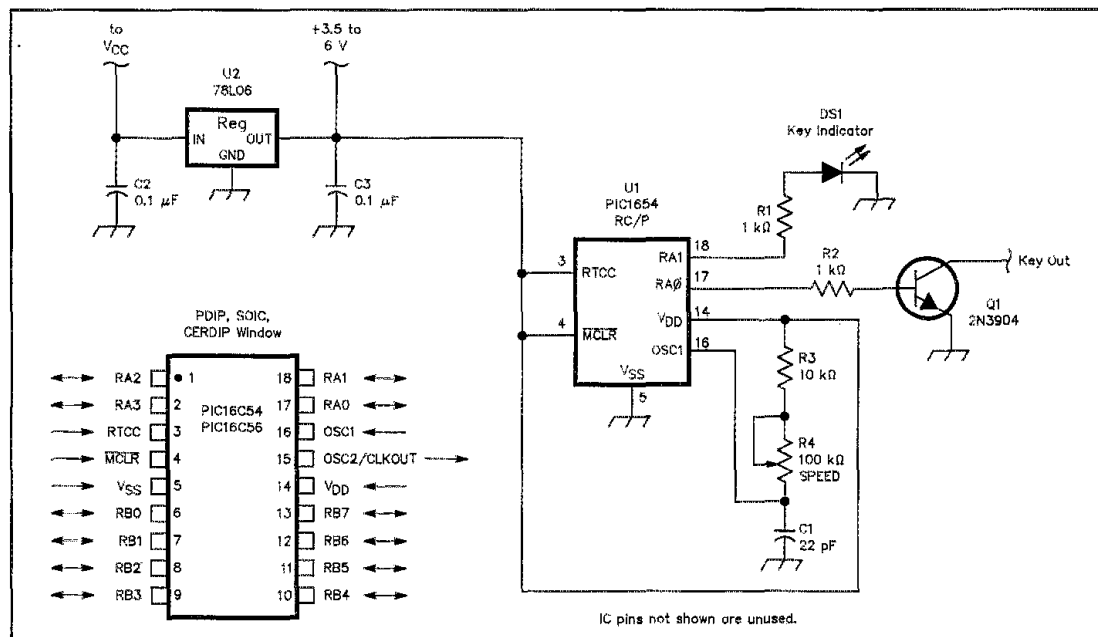 to
VCC
+3.5 to
6 V
U2
78L06
Reg
IN OUT
GND
C2
0.1 µF
C3
0.1 µF
DS1
Key Indicator
U1
PIC1654
RC/P
R1
1 kΩ
18
RA1
R2
1 kΩ
Key Out
3
RTCC
17
RAØ
Q1
2N3904
14
VDD
4
MCLR
16
OSC1
VSS
5
R3
10 kΩ
R4
100 kΩ
SPEED
C1
22 pF
PDIP, SOIC,
CERDIP Window
RA2 1 18 RA1
RA3 2 17 RA0
PIC16C54
PIC16C56
RTCC 3 16 OSC1
MCLR 4 15 OSC2/CLKOUT
VSS 5 14 VDD
RB0 6 13 RB7
RB1 7 12 RB6
RB2 8 11 RB5
RB3 9 10 RB4
IC pins not shown are unused.